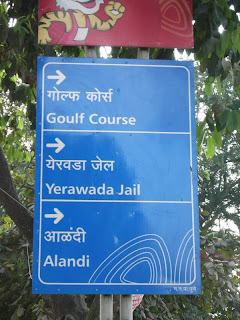 →
गोल्फ कोर्स
Goulf Course
→
येरवडा जेल
Yerawada Jail
→
आळंदी
Alandi